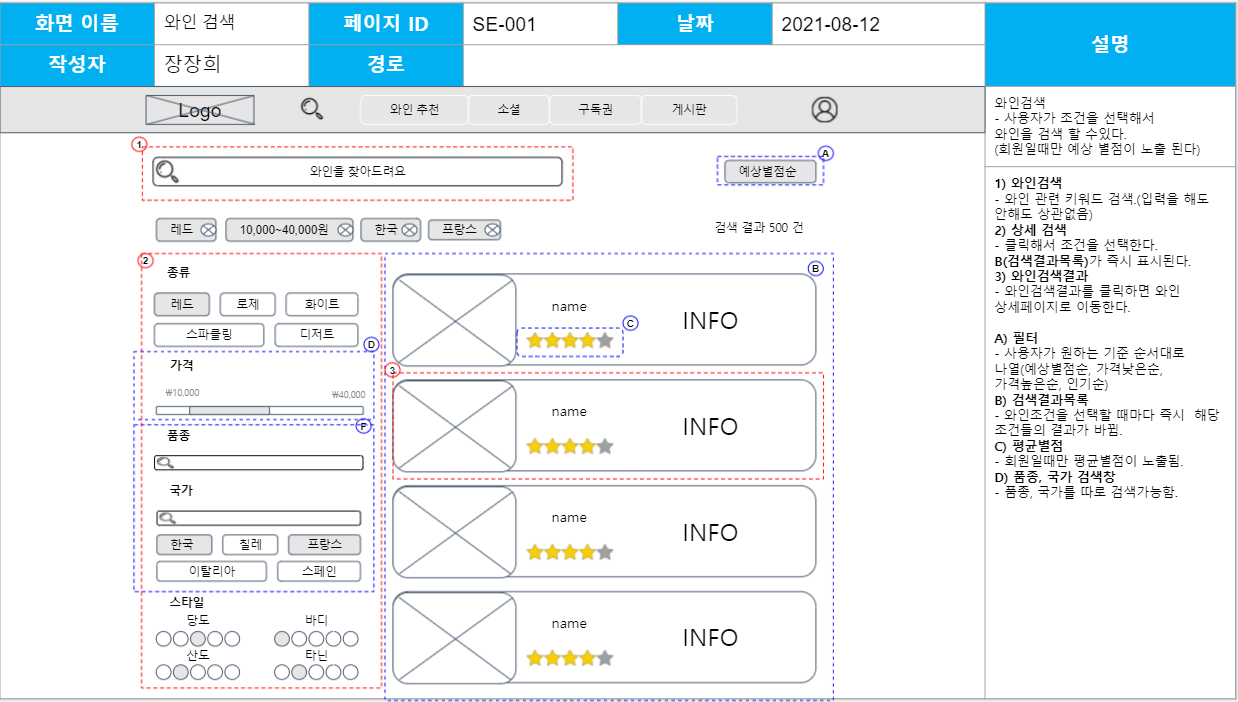 화면 이름
와인 검색
페이지 ID
SE-001
날짜
2021-08-12
설명
작성자
장장희
경로
Logo
와인 추천
소셜
구독권
게시판
와인검색
- 사용자가 조건을 선택해서
와인을 검색 할 수있다.
(회원일때만 예상 별점이 노출 된다)
1
와인을 찾아드려요
A
예상별점순
레드
10,000~40,000원
한국
프랑스
검색 결과 500 건
2
종류
레드
로제
화이트
스파클링
디저트
D
가격
₩10,000
₩40,000
F
품종
국가
한국
칠레
프랑스
이탈리아
스페인
스타일
당도
바디
산도
타닌
B
name
INFO
C
3
name
INFO
name
INFO
name
INFO
1) 와인검색
- 와인 관련 키워드 검색.(입력을 해도
안해도 상관없음)
2) 상세 검색
- 클릭해서 조건을 선택한다.
B(검색결과목록)가 즉시 표시된다.
3) 와인검색결과
- 와인검색결과를 클릭하면 와인
상세페이지로 이동한다.
A) 필터
- 사용자가 원하는 기준 순서대로
나열(예상별점순, 가격낮은순,
가격높은순, 인기순)
B) 검색결과목록
- 와인조건을 선택할 때마다 즉시 해당
조건들의 결과가 바뀜.
C) 평균별점
- 회원일때만 평균별점이 노출됨.
D) 품종, 국가 검색창
- 품종, 국가를 따로 검색가능함.